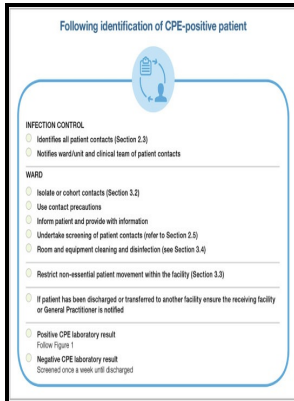 Following identification of CPE-positive patient
INFECTION CONTROL
Identifies all patient contacts (Section 2.3)
Notifies ward/unit and clinical team of patient contacts
WARD
Isolate or cohort contacts (Section 3.2)
Use contact precautions
Inform patient and provide with information
Undertake screening of patient contacts (refer to Section 2.5)
Room and equipment cleaning and disinfection (see Section 3.4)
Restrict non-essential patient movement within the facility (Section 3.3)
If patient has been discharged or transferred to another facility ensure the receiving facility
or General Practitioner is notified
Positive CPE laboratory result
Follow Figure 1
Negative CPE laboratory result
Screened once a week until discharged